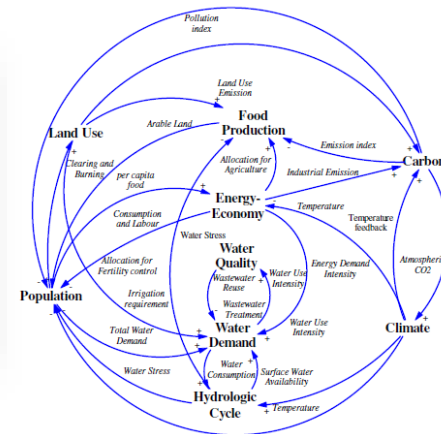 Pollution
index
Land Use
Emission
Food
Production
Arable Land
Land Use
Emission index
Carbon
Clearing and
Burning
per capita
food
Allocation for
Agriculture
Industrial Emission
Energy-
Economy
Temperature
Consumption
and Labour
Temperature
feedback
Water Stress
Water
Quality
Allocation for
Fertility control
Wastewater
Reuse
Water Use
Intensity
Energy Demand
Intensity
Atmospheric
CO2
Population
Irrigation
requirement
Wastewater
Treatment
Water
Demand
Water Use
Intensity
Climate
Total Water
Demand
Water
Consumption
Surface Water
Availability
Water Stress
Hydrologic
Cycle
Temperature